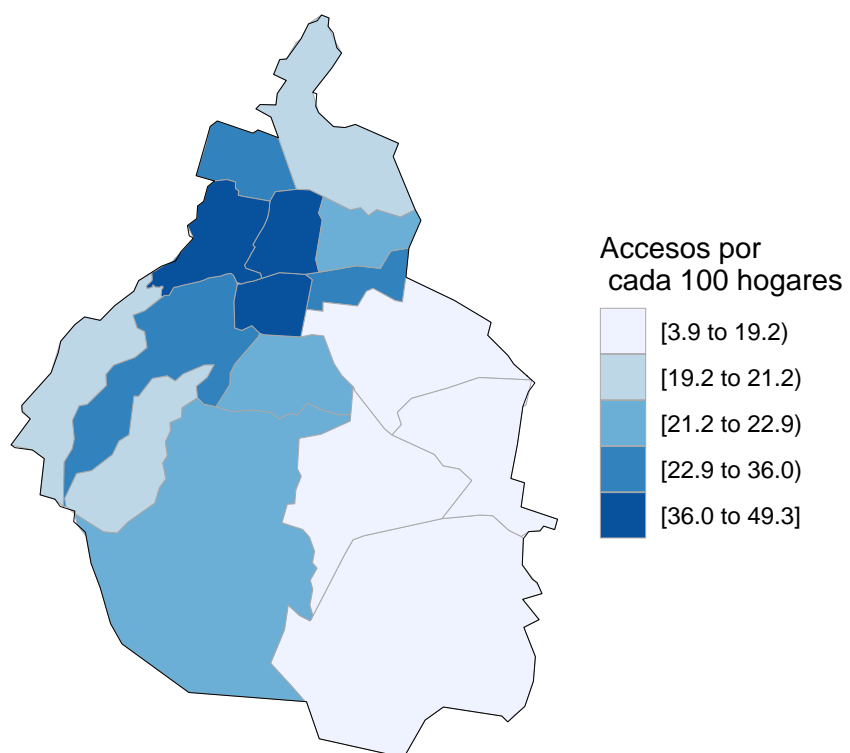 Accesos por
cada 100 hogares
[3.9 to 19.2)
[19.2 to 21.2)
[21.2 to 22.9)
[22.9 to 36.0)
[36.0 to 49.3]